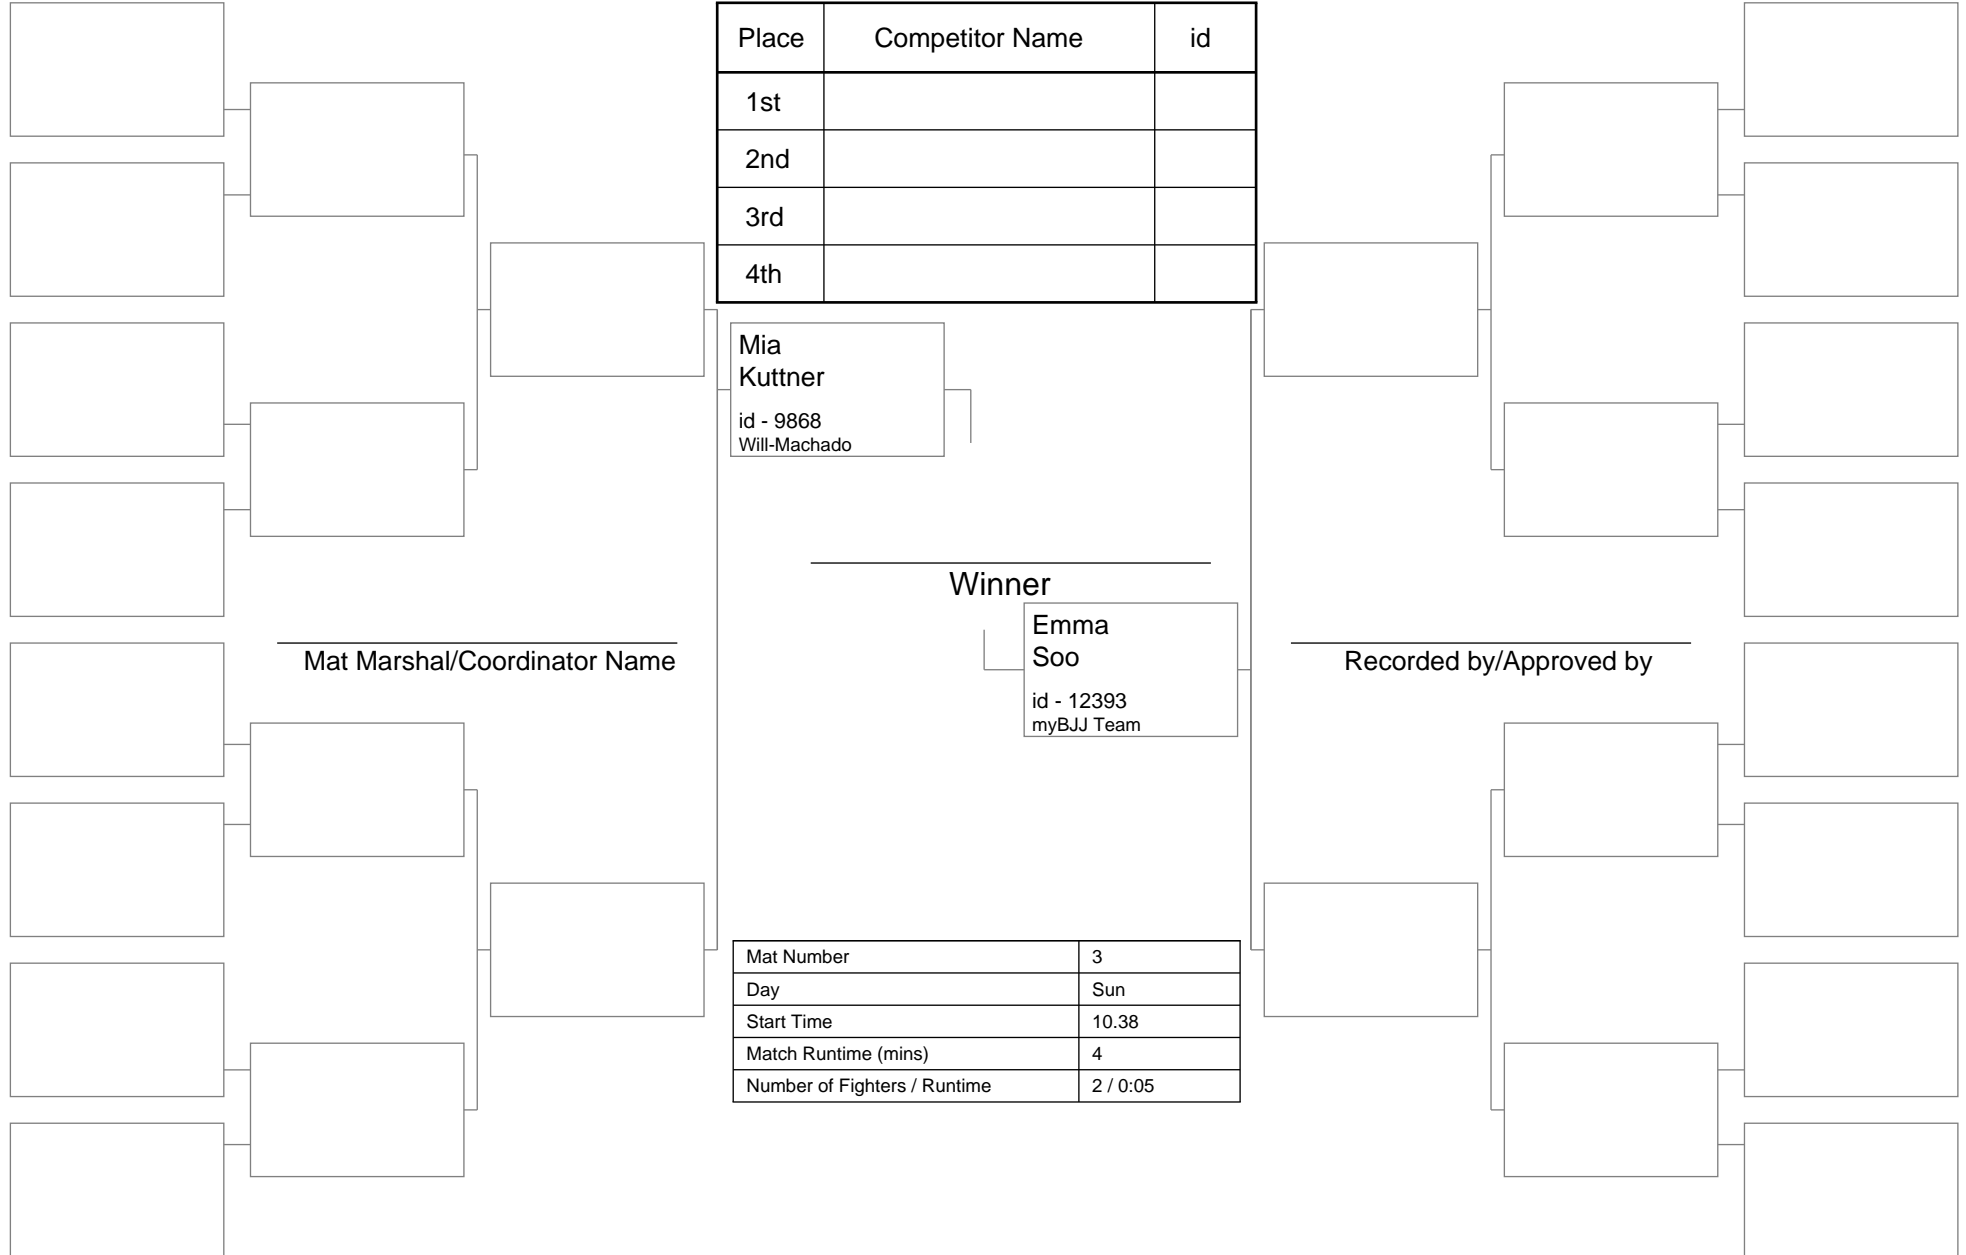 Place Competitor Name id
1st
2nd
3rd
4th
Mia
Kuttner
id - 9868
Will-Machado
Winner
Emma
Soo
id - 12393
myBJJ Team
Mat Marshal/Coordinator Name
Recorded by/Approved by
Mat Number 3
Day Sun
Start Time 10.38
Match Runtime (mins) 4
Number of Fighters / Runtime 2 / 0:05